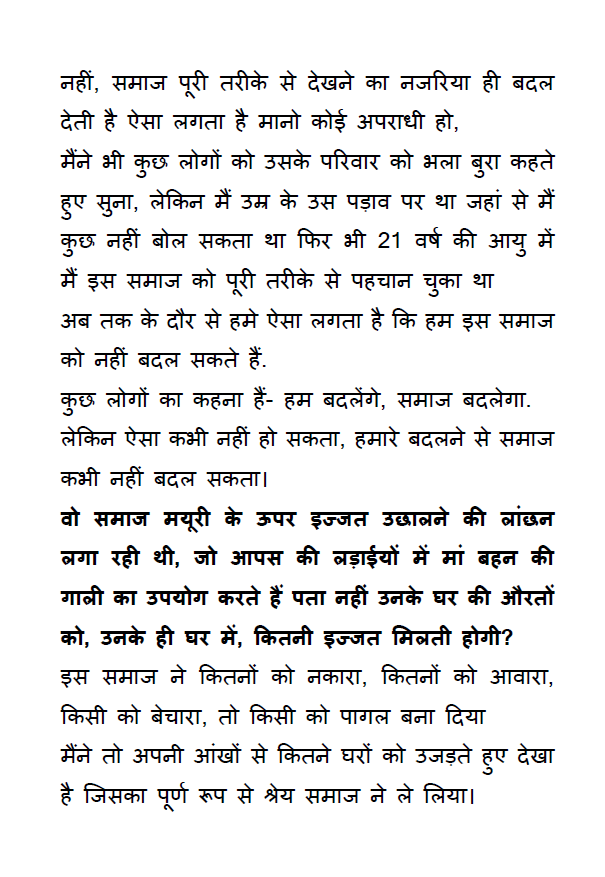 नहीं, समाज पूरी तरीके से देखने का नजरिया ही बदल
देती है ऐसा लगता है मानो कोई अपराधी हो,
मैंने भी कुछ लोगों को उसके परिवार को भला बुरा कहते
हुए सुना, लेकिन मैं उम्र के उस पड़ाव पर था जहां से मैं
कुछ नहीं बोल सकता था फिर भी 21 वर्ष की आयु में
मैं इस समाज को पूरी तरीके से पहचान चुका था
अब तक के दौर से हमे ऐसा लगता है कि हम इस समाज
को नहीं बदल सकते हैं.
कुछ लोगों का कहना हैं- हम बदलेंगे, समाज बदलेगा.
लेकिन ऐसा कभी नहीं हो सकता, हमारे बदलने से समाज
कभी नहीं बदल सकता।
वो समाज मयूरी के ऊपर इज्जत उछालने की लांछन
लगा रही थी, जो आपस की लड़ाईयों में मां बहन की
गाली का उपयोग करते हैं पता नहीं उनके घर की औरतों
को, उनके ही घर में, कितनी इज्जत मिलती होगी?
इस समाज ने कितनों को नकारा, कितनों को आवारा,
किसी को बेचारा, तो किसी को पागल बना दिया
मैंने तो अपनी आंखों से कितने घरों को उजड़ते हुए देखा
है जिसका पूर्ण रूप से श्रेय समाज ने ले लिया।